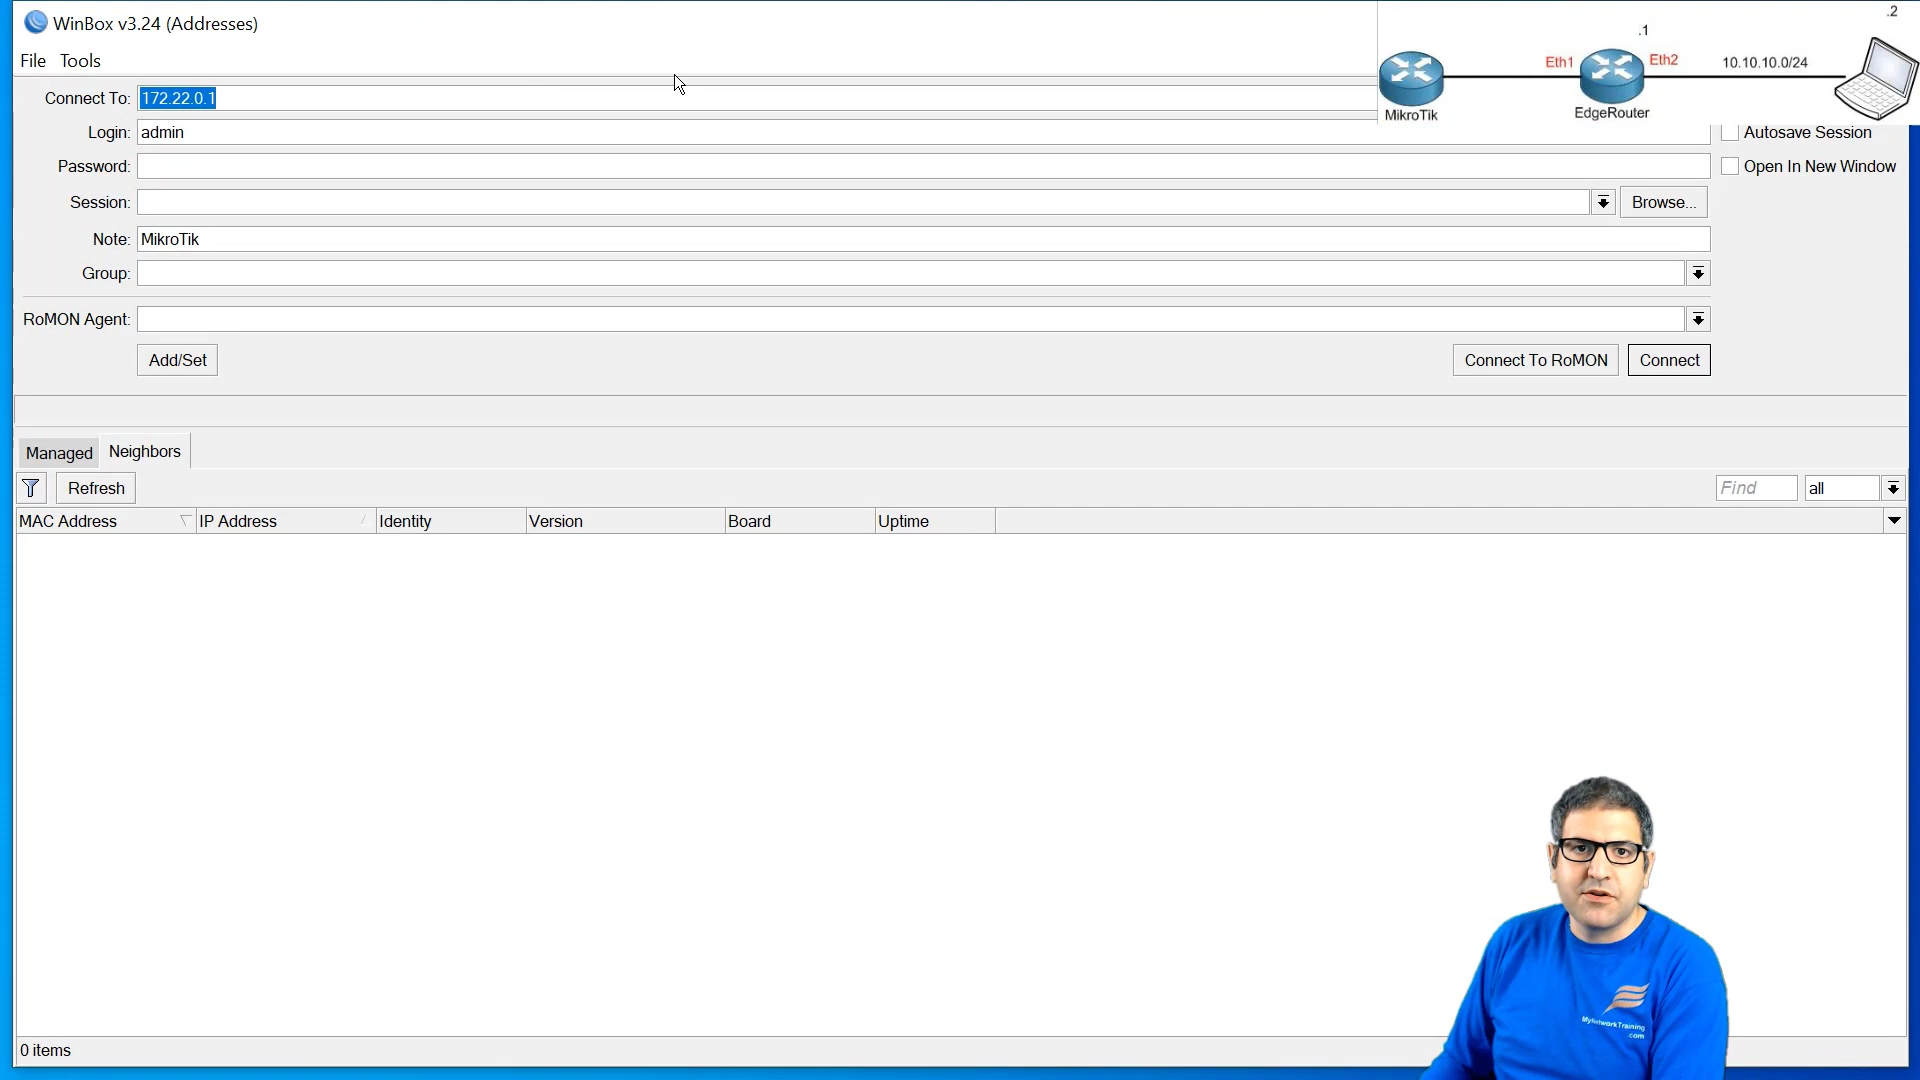 WinBox v3.24 (Addresses)
File Tools
Connect To: 172.22.0.1
Login: admin
Password:
Session:
Browse...
Note: MikroTik
Group:
RoMON Agent:
Add/Set
Connect To RoMON
Connect
Autosave Session
Open In New Window
.2
.1
Eth1
Eth2
10.10.10.0/24
MikroTik
EdgeRouter
Managed Neighbors
Refresh
Find
all
MAC Address IP Address Identity Version Board Uptime
MyNetworkTraining
.com
0 items